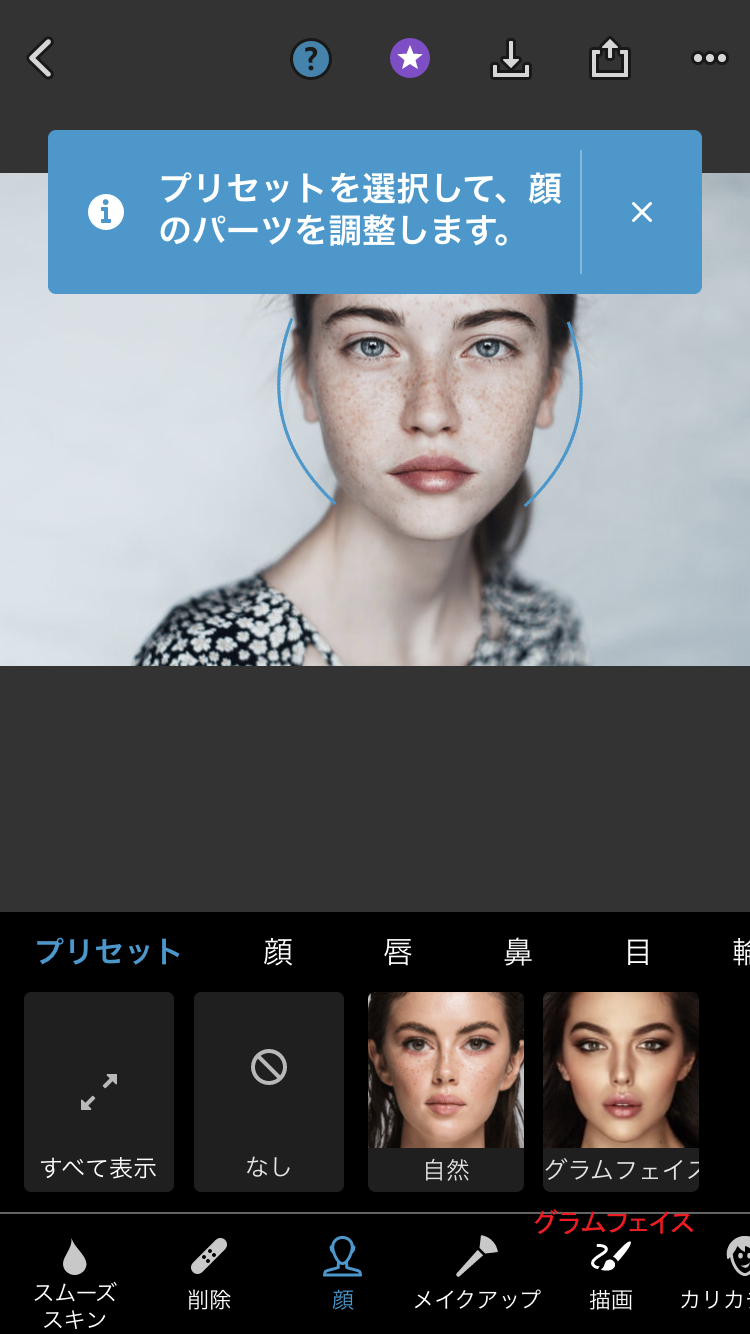 プリセットを選択して、顔
のパーツを調整します。
プリセット 顔 唇 鼻 目 輪
すべて表示 なし 自然 グラムフェイス
グラムフェイス
スムーズ
スキン
削除 顔 メイクアップ 描画 カリカ